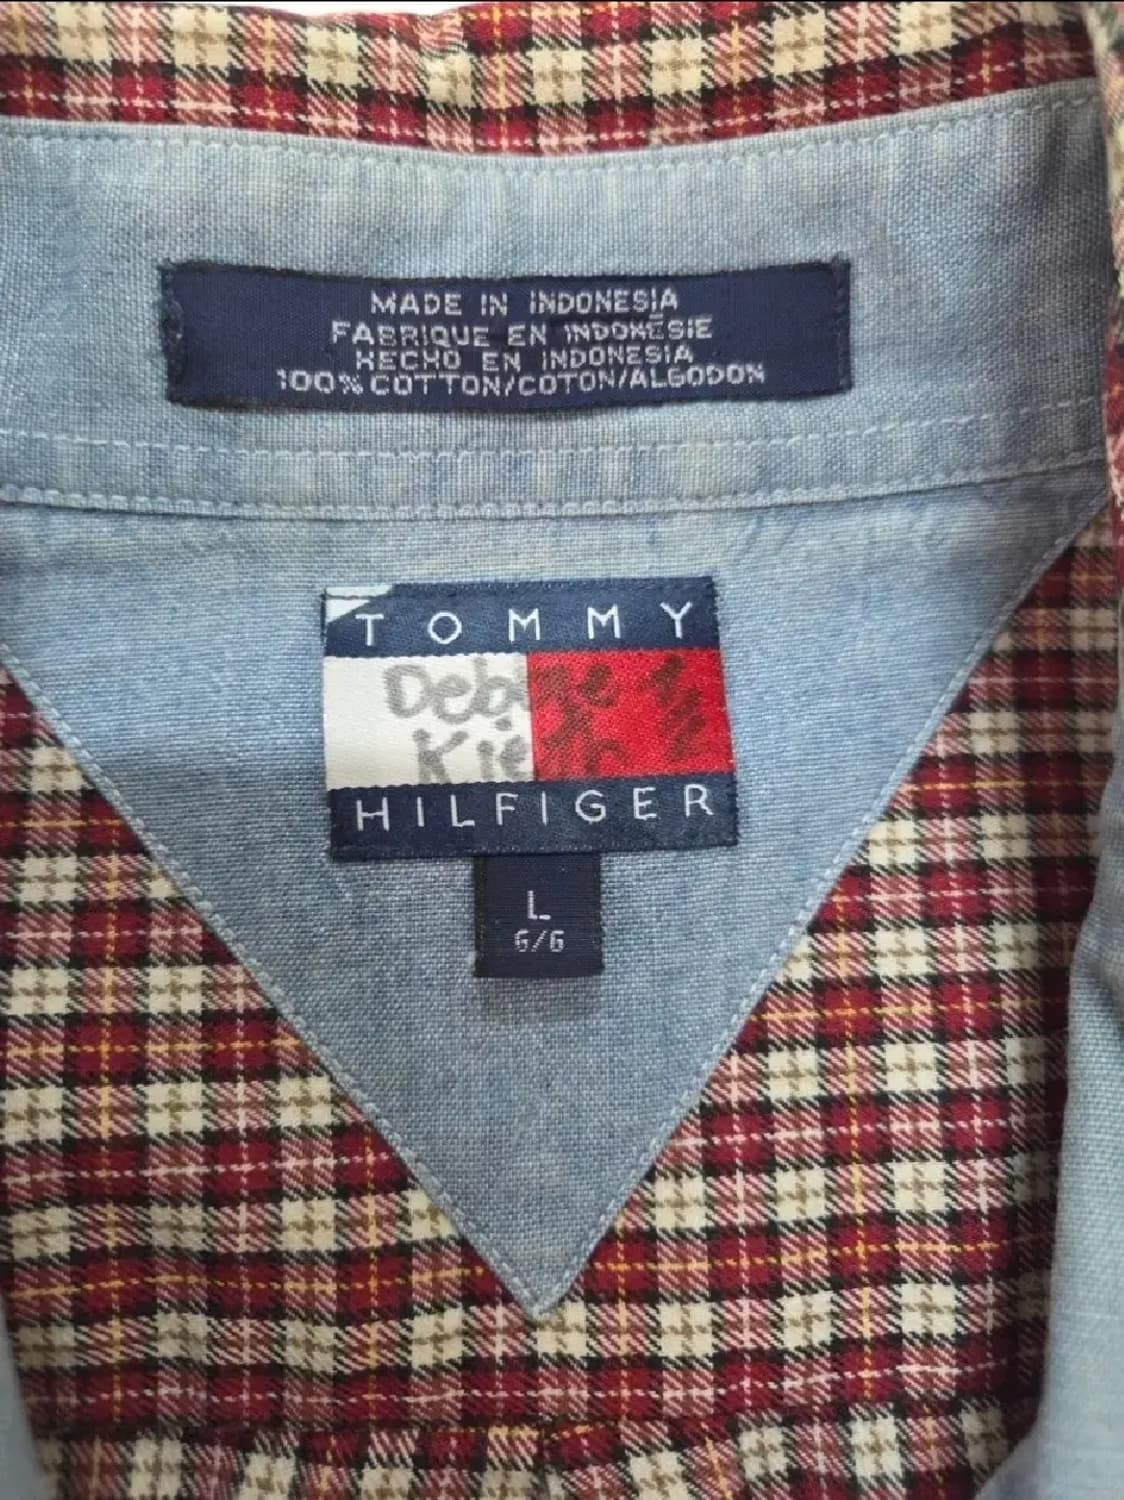 MADE IN INDONESIA
FABRIQUE EN INDONÉSIE
HECHO EN INDONESIA
100% COTTON/COTON/ALGODON
TOMMY
HILFIGER
L
G/G